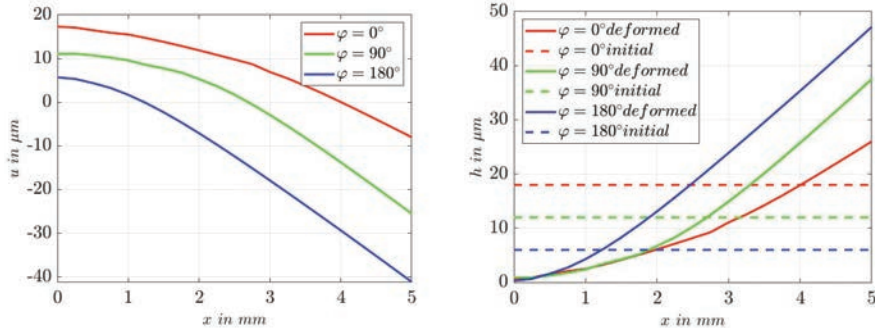 20
10
0
-10
-20
-30
-40
u in μm
0 1 2 3 4 5
x in mm
φ = 0°
φ = 90°
φ = 180°
60
50
40
30
20
10
0
h in μm
0 1 2 3 4 5
x in mm
φ = 0°deformed
φ = 0°initial
φ = 90°deformed
φ = 90°initial
φ = 180°deformed
φ = 180°initial